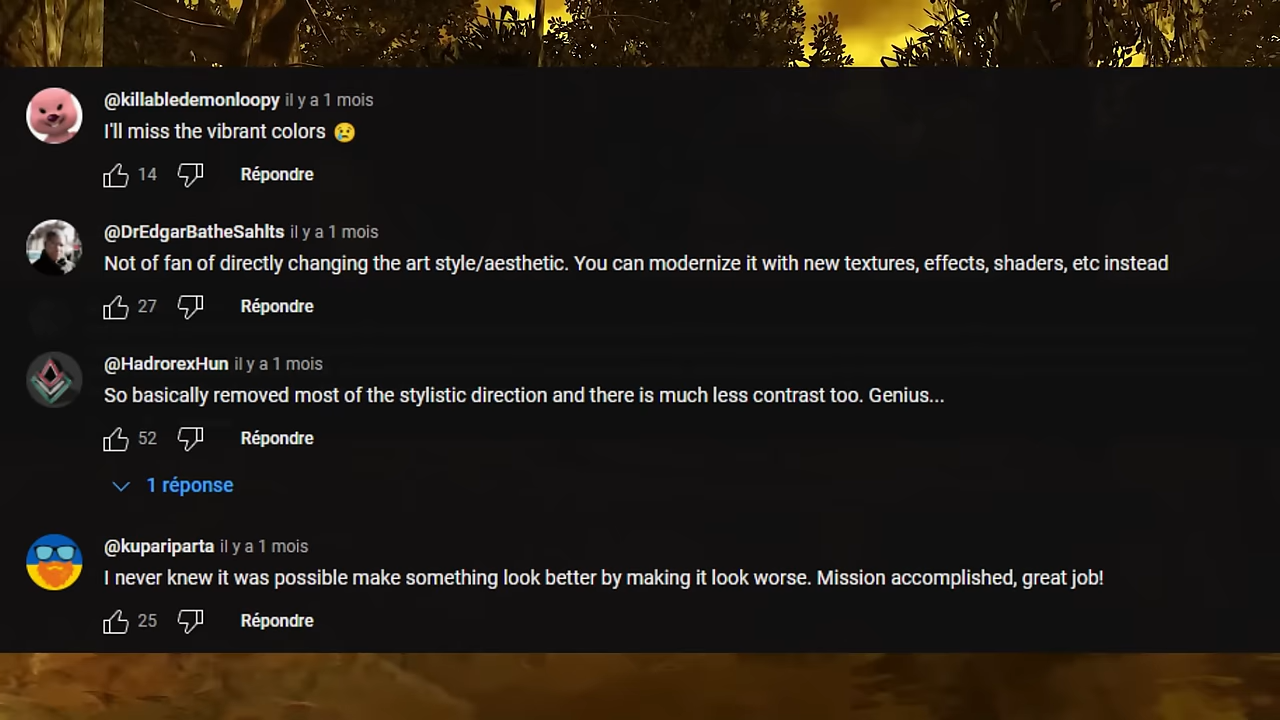 @killabledemonloopy il y a 1 mois
I'll miss the vibrant colors 😢
14 Répondre
@DrEdgarBatheSahlts il y a 1 mois
Not of fan of directly changing the art style/aesthetic. You can modernize it with new textures, effects, shaders, etc instead
27 Répondre
@HadrorexHun il y a 1 mois
So basically removed most of the stylistic direction and there is much less contrast too. Genius...
52 Répondre
1 réponse
@kupariparta il y a 1 mois
I never knew it was possible make something look better by making it look worse. Mission accomplished, great job!
25 Répondre